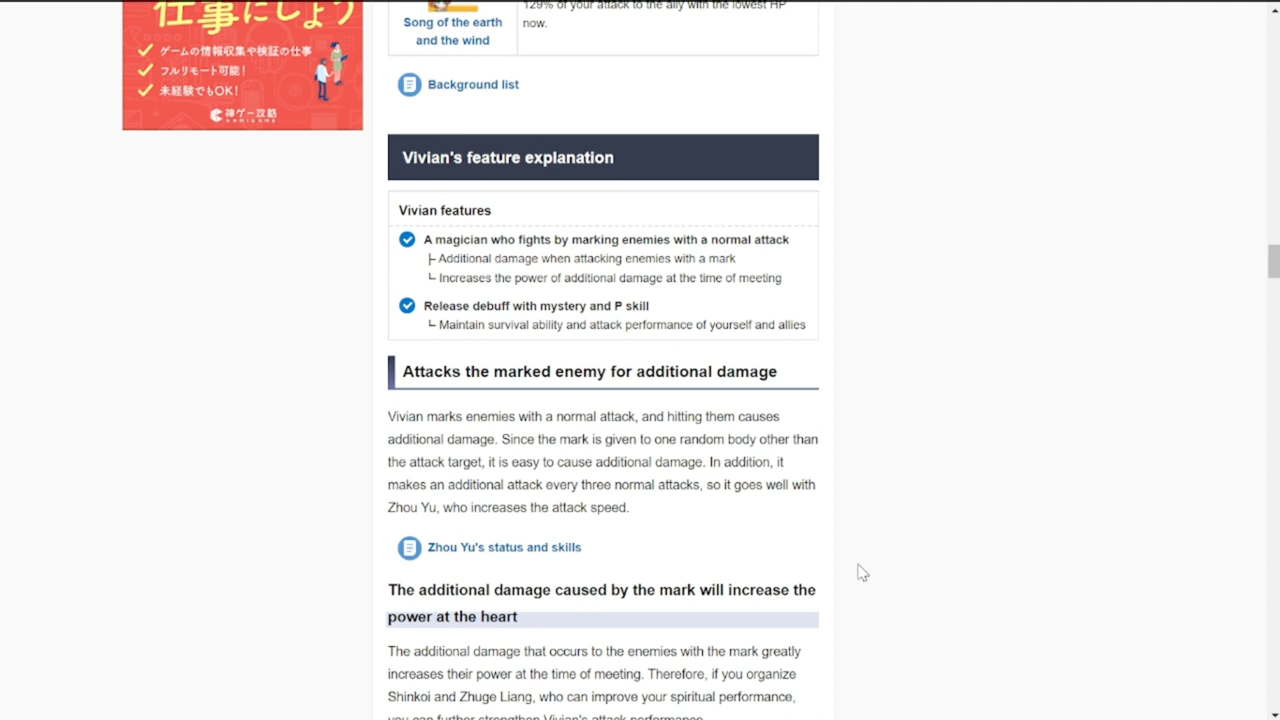 仕事にしよう
ゲームの情報収集や検証の仕事
フルリモート可能!
未経験でもOK!
神ゲー攻略
Song of the earth
and the wind
129% of your attack to the ally with the lowest HP
now.
Background list
Vivian's feature explanation
Vivian features
A magician who fights by marking enemies with a normal attack
├ Additional damage when attacking enemies with a mark
└ Increases the power of additional damage at the time of meeting
Release debuff with mystery and P skill
└ Maintain survival ability and attack performance of yourself and allies
Attacks the marked enemy for additional damage
Vivian marks enemies with a normal attack, and hitting them causes
additional damage. Since the mark is given to one random body other than
the attack target, it is easy to cause additional damage. In addition, it
makes an additional attack every three normal attacks, so it goes well with
Zhou Yu, who increases the attack speed.
Zhou Yu's status and skills
The additional damage caused by the mark will increase the
power at the heart
The additional damage that occurs to the enemies with the mark greatly
increases their power at the time of meeting. Therefore, if you organize
Shinkoi and Zhuge Liang, who can improve your spiritual performance,
you can further strengthen Vivian's attack performance.